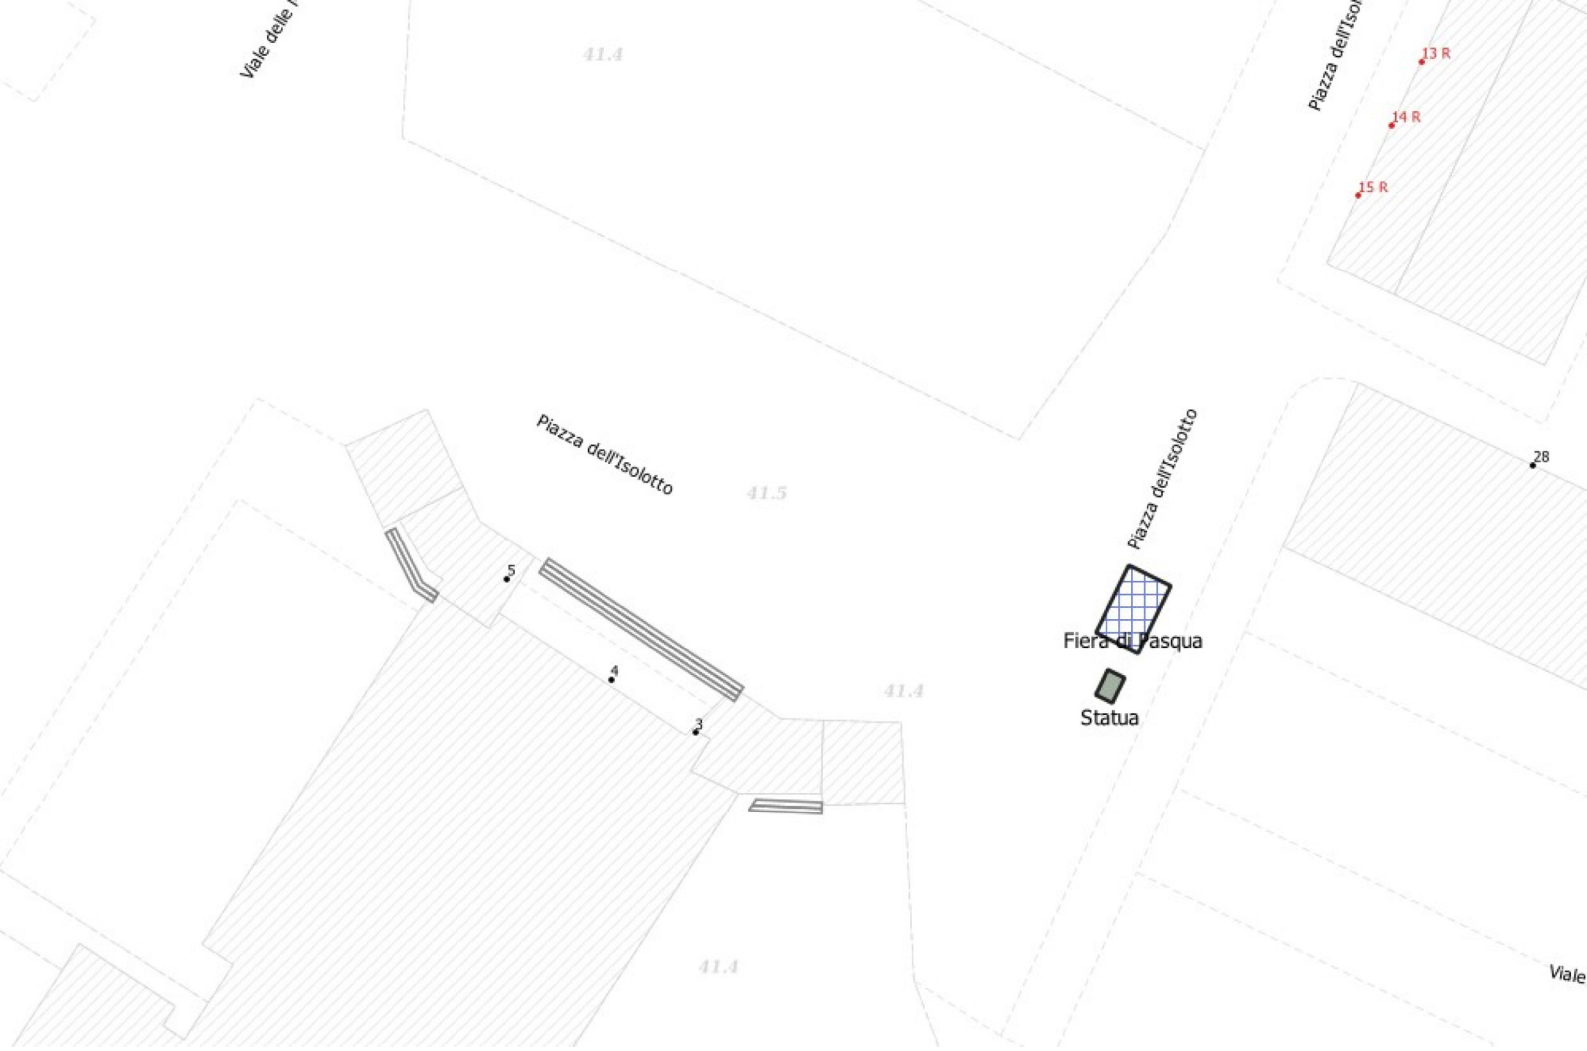 Viale delle
41.4
Piazza dell'Isol
13 R
14 R
15 R
Piazza dell'Isolotto
41.5
Piazza dell'Isolotto
28
5
4
3
Fiera di Pasqua
41.4
Statua
41.4
Viale